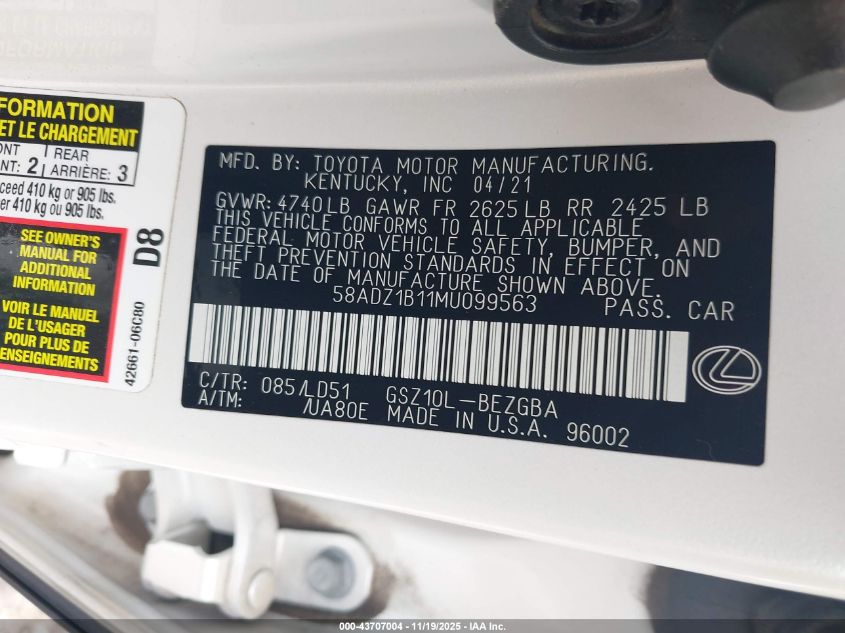 FORMATION
ET LE CHARGEMENT
ONT
NT: 2
REAR
ARRIÈRE: 3
ceed 410 kg or 905 lbs.
er 410 kg ou 905 lbs.
SEE OWNER'S
MANUAL FOR
ADDITIONAL
INFORMATION
VOIR LE MANUEL
DE L'USAGER
POUR PLUS DE
ENSEIGNEMENTS
D8
42661-06C80
MFD. BY: TOYOTA MOTOR MANUFACTURING.
KENTUCKY, INC 04/21
GVWR: 4740LB GAWR FR 2625LB RR 2425 LB
THIS VEHICLE CONFORMS TO ALL APPLICABLE
FEDERAL MOTOR VEHICLE SAFETY, BUMPER, AND
THEFT PREVENTION STANDARDS IN EFFECT ON
THE DATE OF MANUFACTURE SHOWN ABOVE.
58ADZ1B11MU099563 PASS. CAR
C/TR: 085/LD51 GSZ10L-BEZGBA
A/TM: /UA80E MADE IN U.S.A. 96002
000-43707004 - 11/19/2025 - IAA Inc.